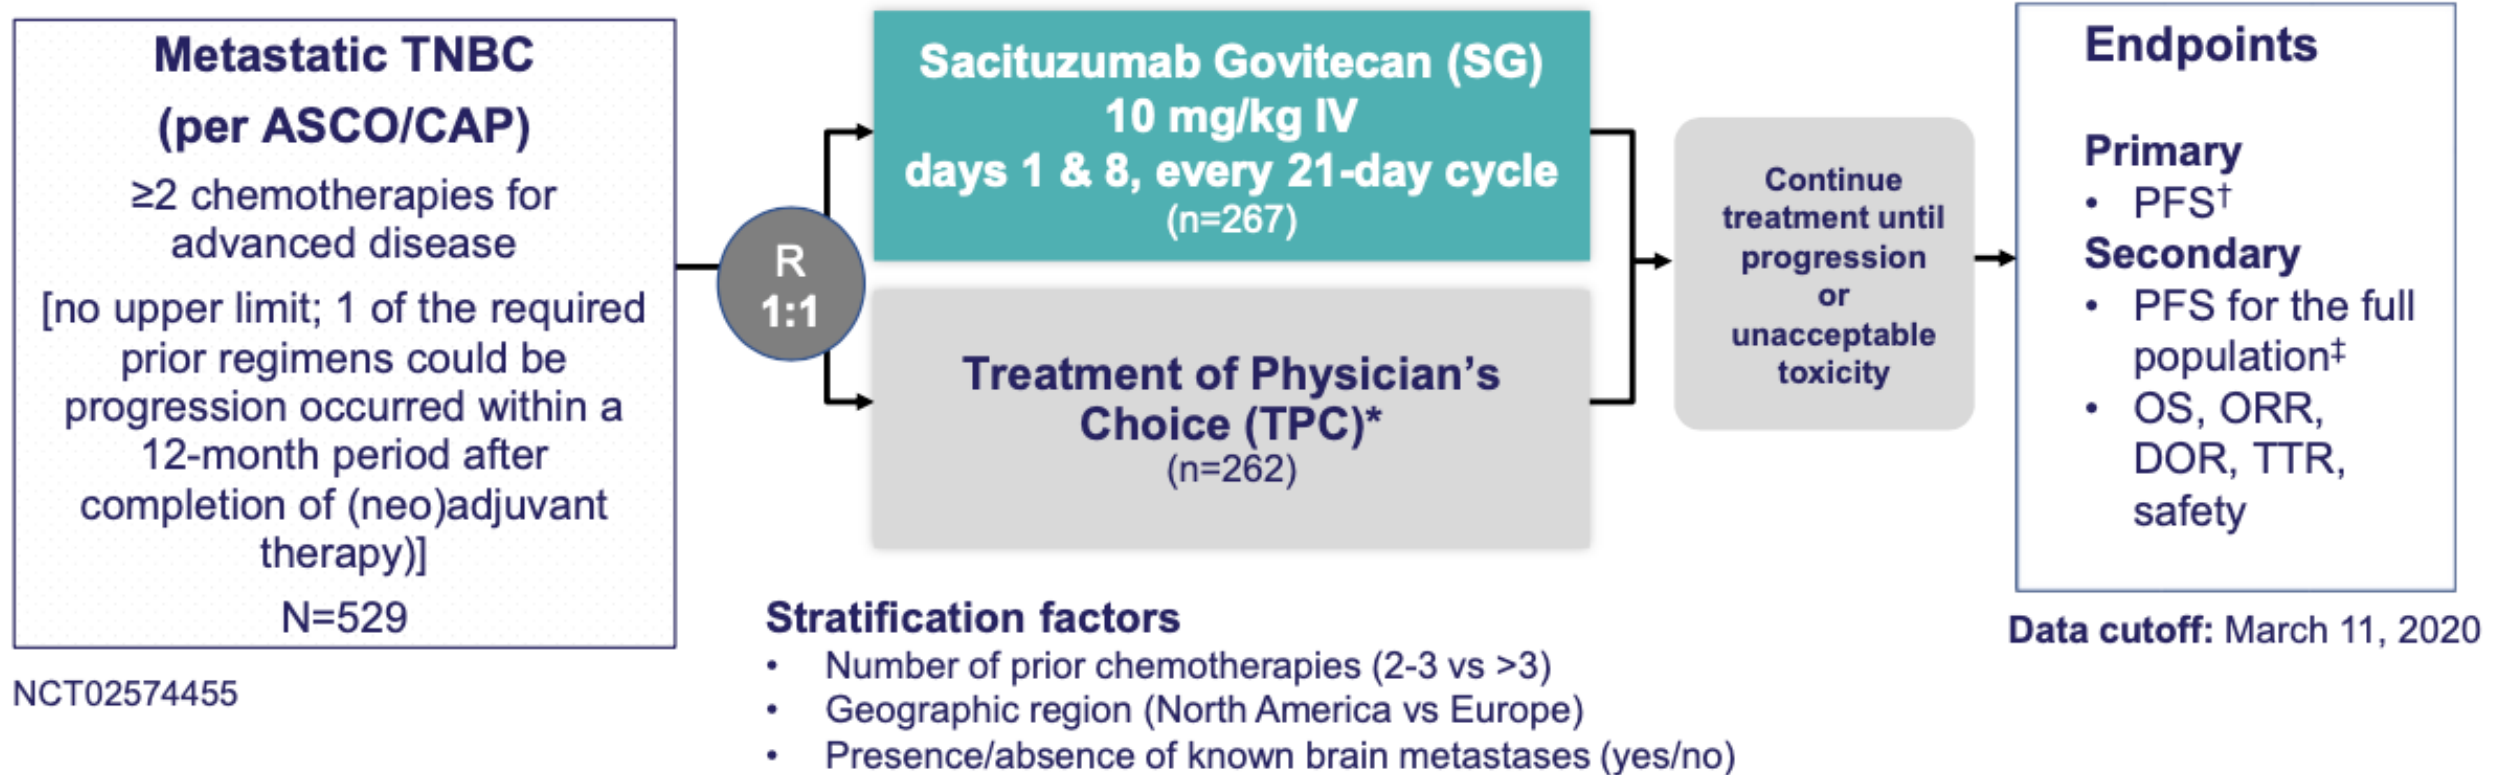 Metastatic TNBC
(per ASCO/CAP)
≥2 chemotherapies for
advanced disease
[no upper limit; 1 of the required
prior regimens could be
progression occurred within a
12-month period after
completion of (neo)adjuvant
therapy)]
N=529
NCT02574455
R
1:1
Sacituzumab Govitecan (SG)
10 mg/kg IV
days 1 & 8, every 21-day cycle
(n=267)
Treatment of Physician’s
Choice (TPC)*
(n=262)
Stratification factors
• Number of prior chemotherapies (2-3 vs >3)
• Geographic region (North America vs Europe)
• Presence/absence of known brain metastases (yes/no)
Continue
treatment until
progression
or
unacceptable
toxicity
Endpoints
Primary
• PFS†
Secondary
• PFS for the full
population‡
• OS, ORR,
DOR, TTR,
safety
Data cutoff: March 11, 2020